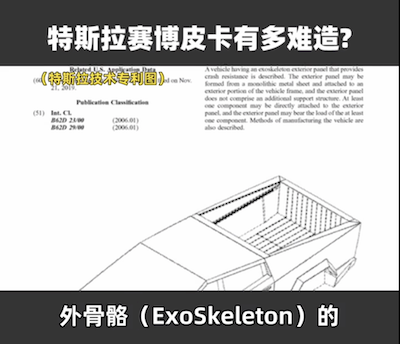 特斯拉赛博皮卡有多难造?
Related U.S. Application Data
(60
(特斯拉技术专利图)
on Nov.
21, 2019.
Publication Classification
(51) Int. Cl.
B62D 23/00 (2006.01)
B62D 29/00 (2006.01)
A vehicle having an exoskeleton exterior panel that provides
crash resistance is described. The exterior panel may be
formed from a monolithic metal sheet and attached to an
exterior portion of the vehicle frame, and the exterior panel
does not comprise an additional support structure. At least
one component may be directly attached to the exterior
panel, and the exterior panel may bear the load of the at least
one component. Methods of manufacturing the vehicle are
also described.
外骨骼（ExoSkeleton）的